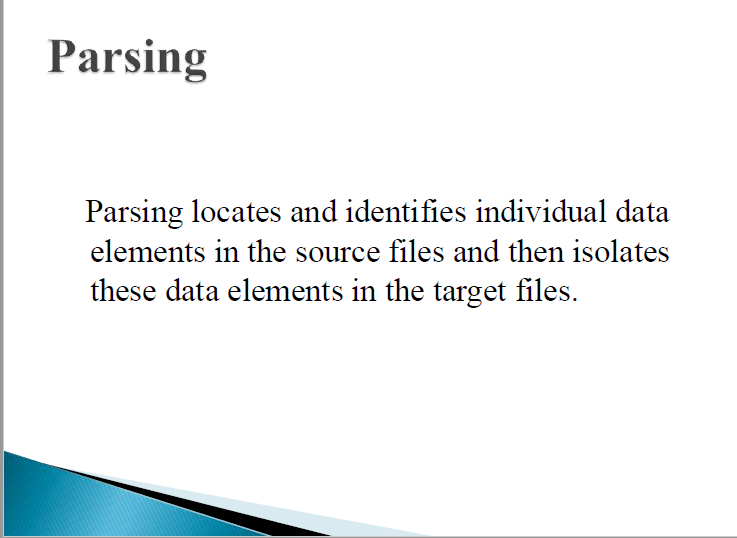 Parsing
Parsing locates and identifies individual data
elements in the source files and then isolates
these data elements in the target files.